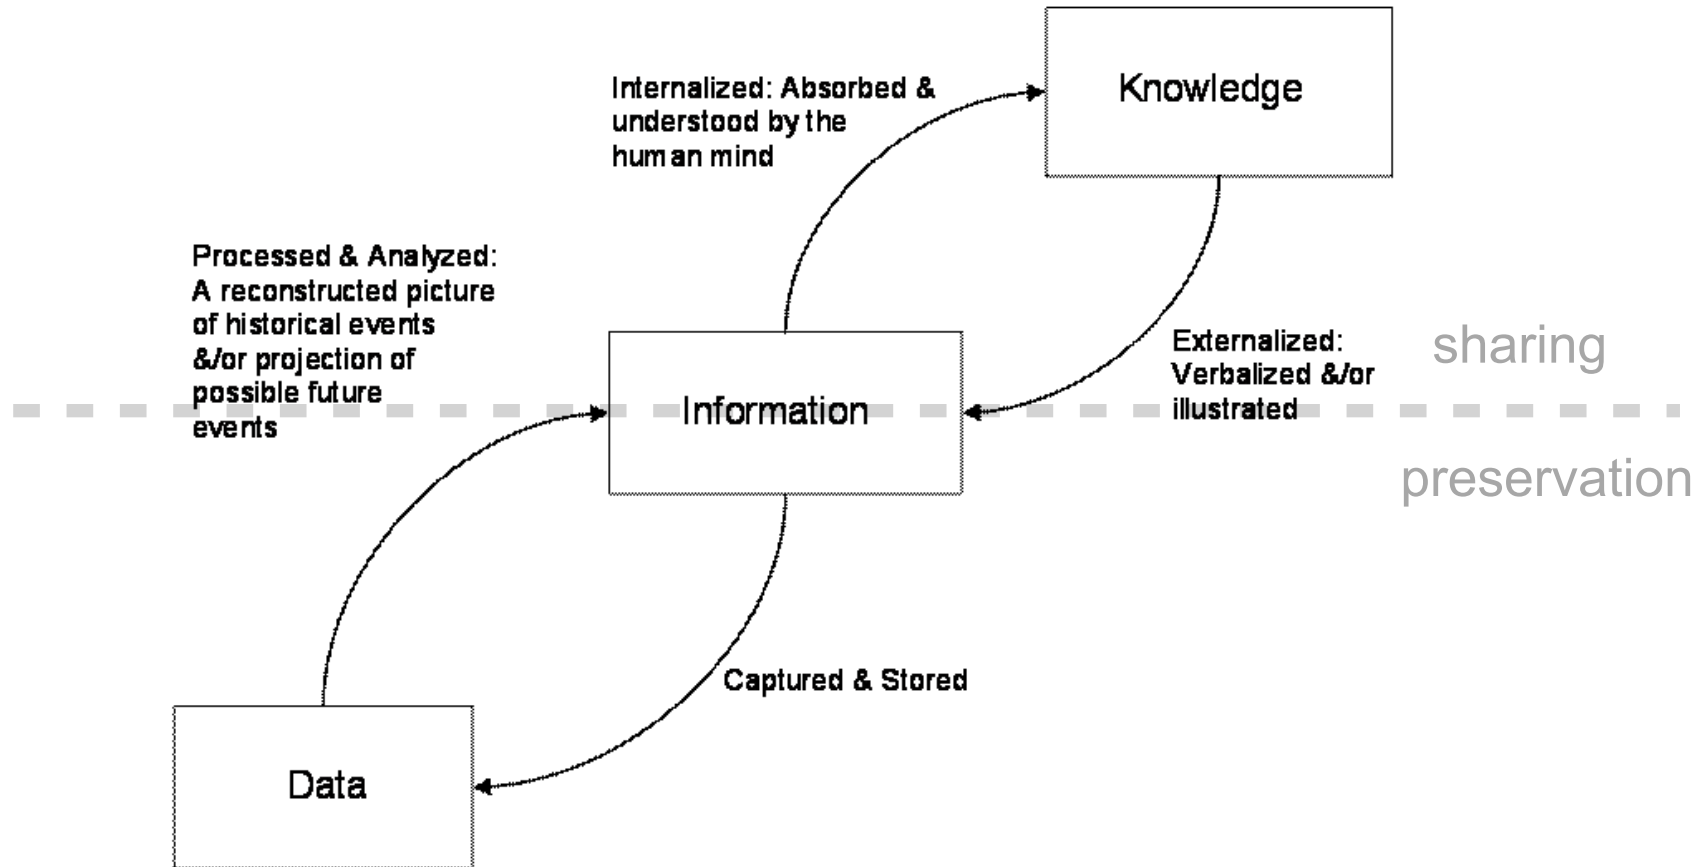 Knowledge
Internalized: Absorbed &
understood by the
human mind
Processed & Analyzed:
A reconstructed picture
of historical events
&/or projection of
possible future
events
Information
Externalized:
Verbalized &/or
illustrated
sharing
preservation
Captured & Stored
Data